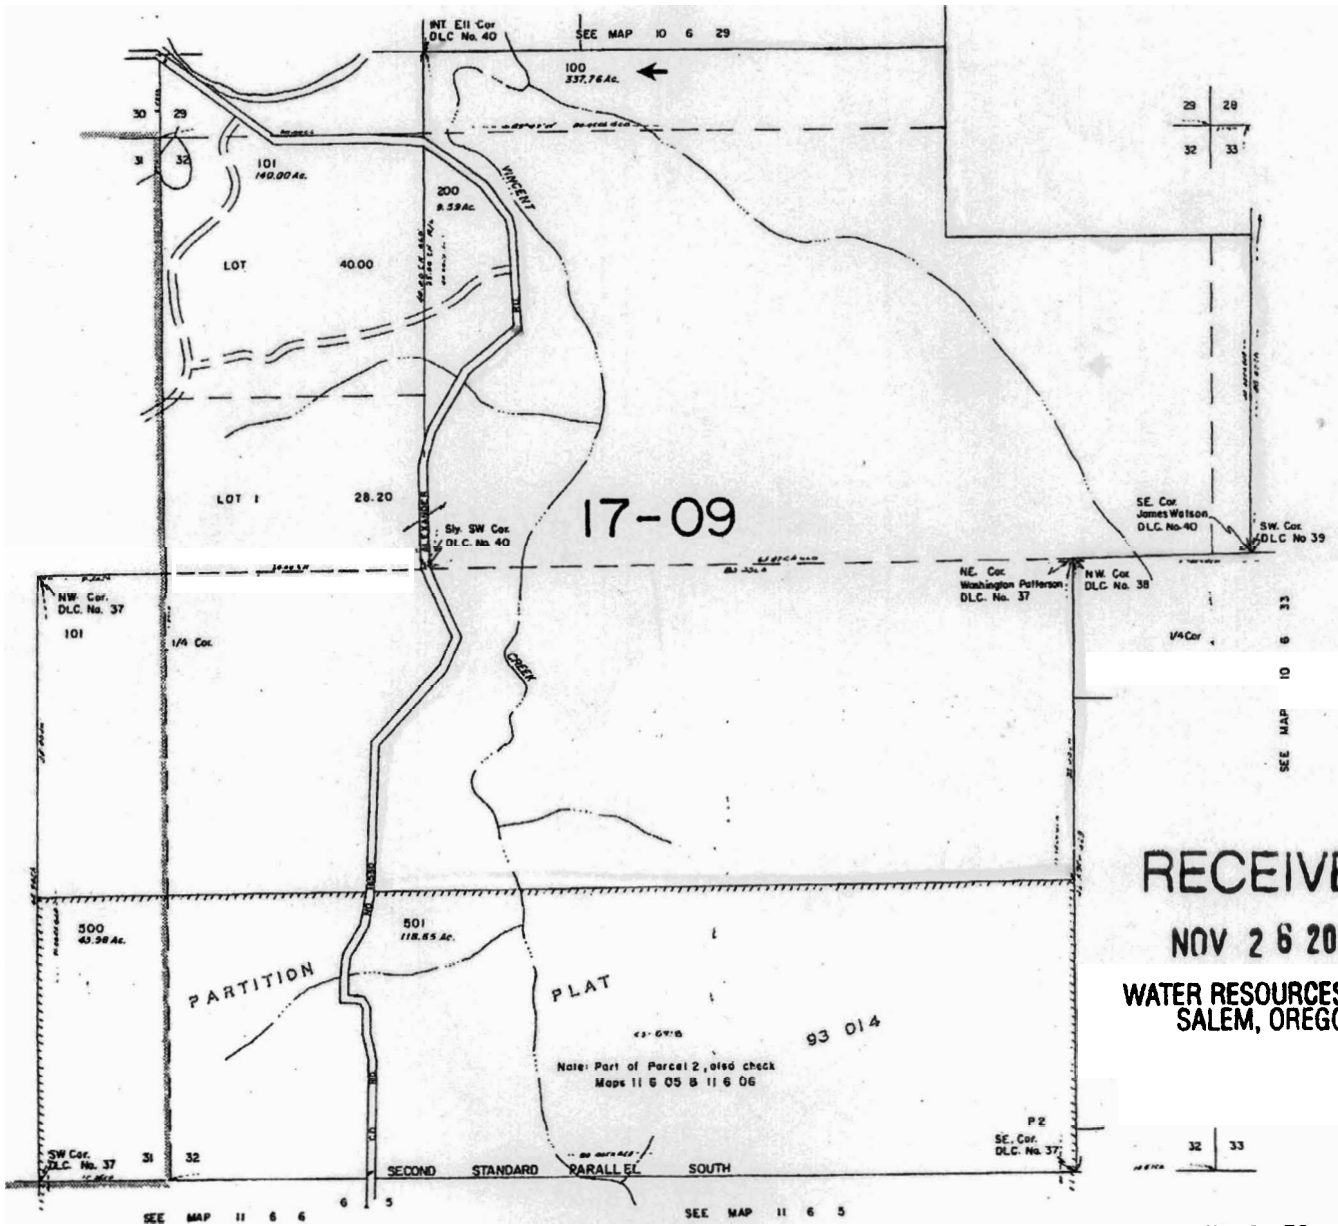 INT. Ell Cor.
DLC No. 40
SEE MAP 10 6 29
100
337.76 Ac.
30 29
31 32
29 28
32 33
101
140.00 Ac.
200
9.59 Ac.
VINCENT
LOT
40.00
RD.
LOT 1
28.20
ALEXANDER
17-09
Sly. SW Cor.
DLC. No. 40
SE. Cor.
James Watson
DLC. No. 40
SW. Cor.
DLC No 39
NW. Cor.
DLC. No. 37
101
1/4 Cor.
NE. Cor.
Washington Patterson
DLC. No. 37
NW. Cor.
DLC No. 38
1/4 Cor
CREEK
SEE MAP 10 6 33
RECEIVE
NOV 26 20
WATER RESOURCES
SALEM, OREGO
500
43.98 Ac.
501
118.85 Ac.
PARTITION
PLAT
93 014
Note: Part of Parcel 2, also check
Maps 11 6 05 & 11 6 06
P2
SE. Cor.
DLC. No. 37
SW Cor.
DLC. No. 37
31 32
32 33
CO. RD.
SECOND STANDARD PARALLEL SOUTH
6 5
SEE MAP 11 6 6
SEE MAP 11 6 5